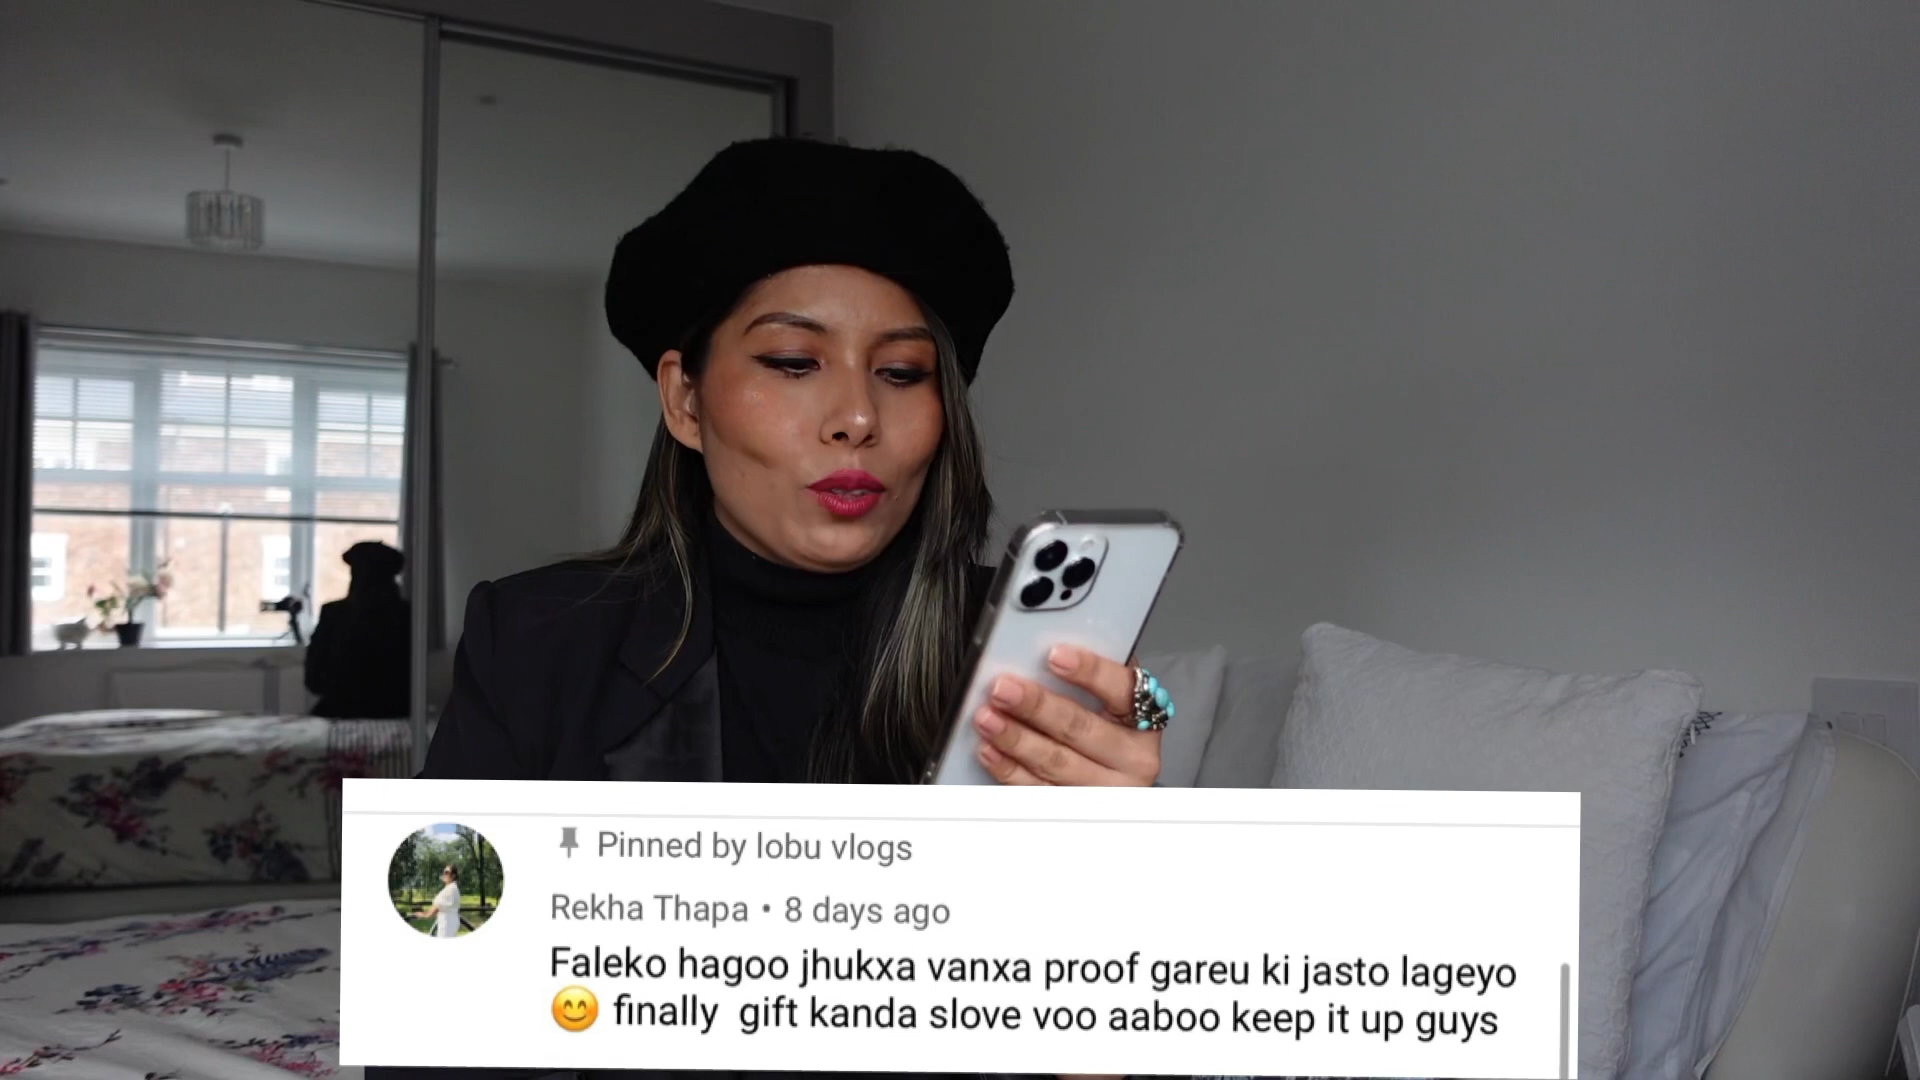 Pinned by lobu vlogs
Rekha Thapa • 8 days ago
Faleko hagoo jhukxa vanxa proof gareu ki jasto lageyo
😊 finally gift kanda slove voo aaboo keep it up guys